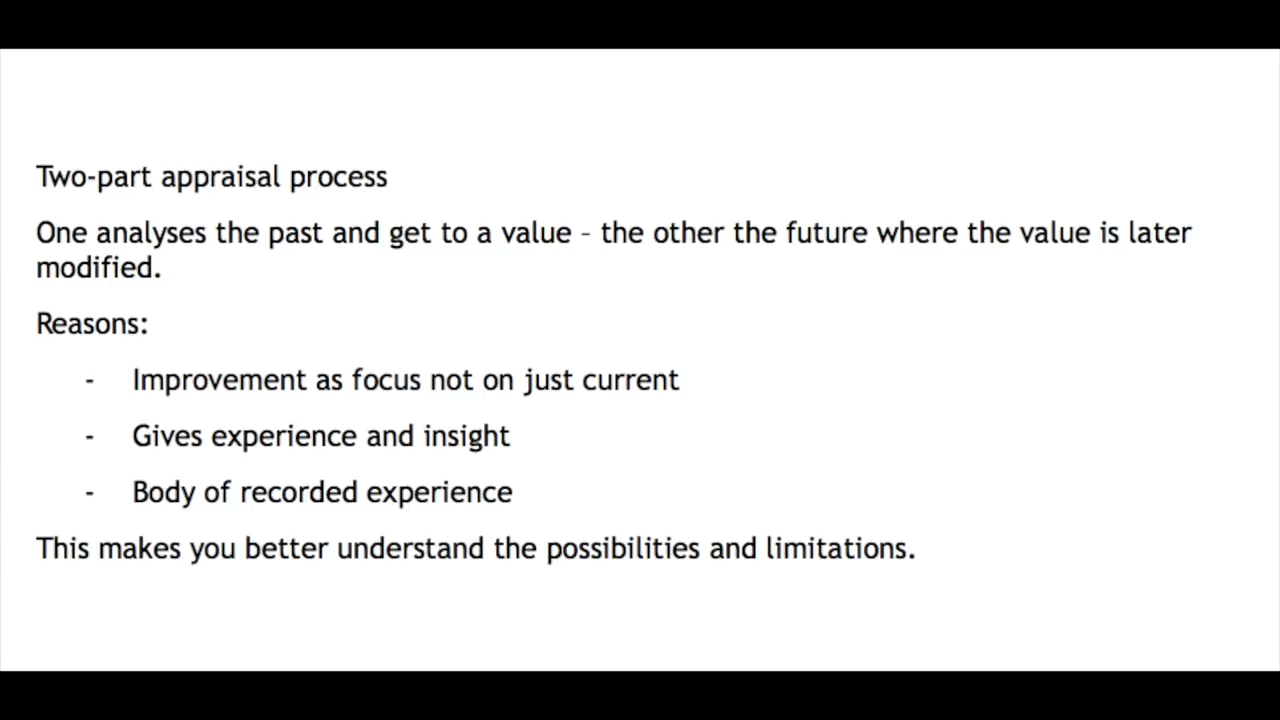 Two-part appraisal process
One analyses the past and get to a value – the other the future where the value is later
modified.
Reasons:
- Improvement as focus not on just current
- Gives experience and insight
- Body of recorded experience
This makes you better understand the possibilities and limitations.